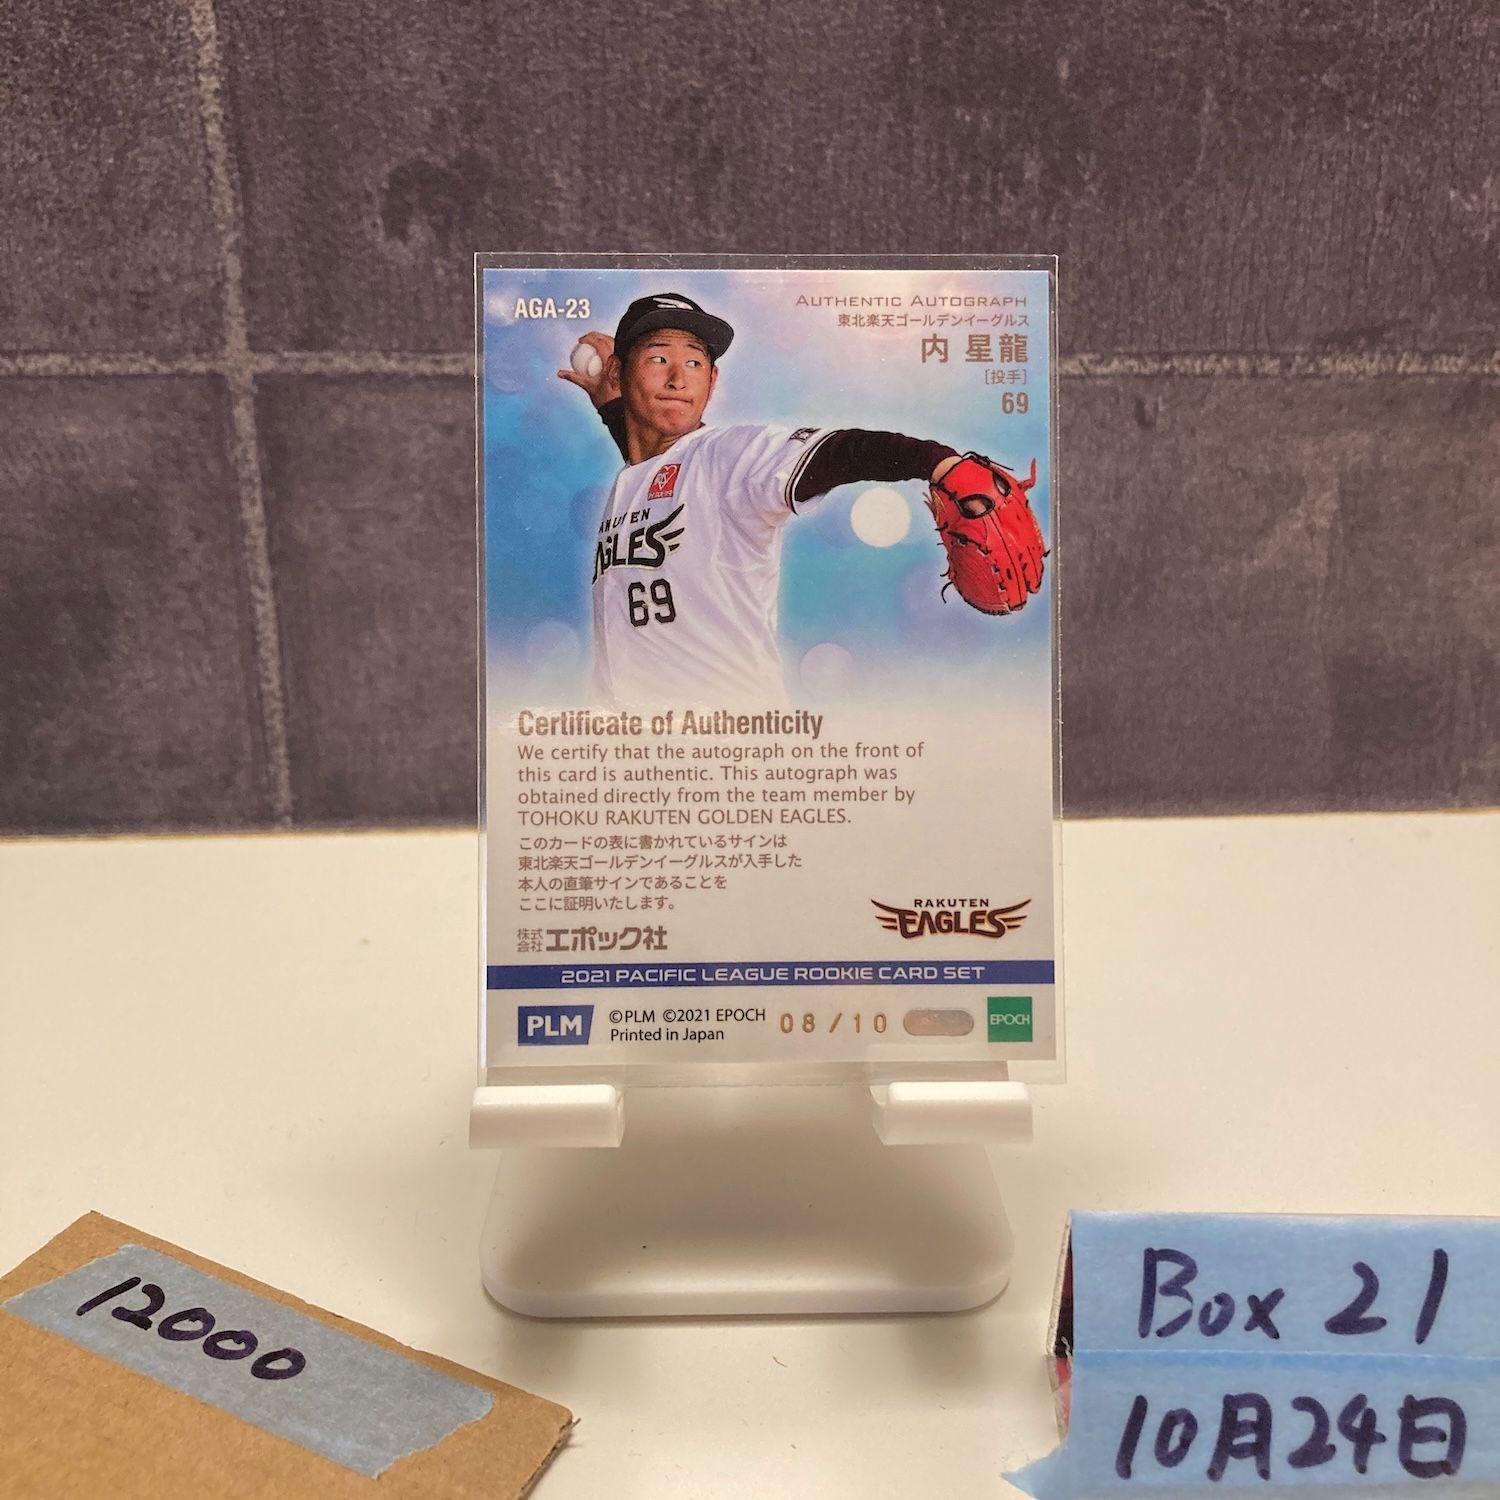 AGA-23
AUTHENTIC AUTOGRAPH
東北楽天ゴールデンイーグルス
内 星龍
[投手]
69
EAGLES
69
Certificate of Authenticity
We certify that the autograph on the front of
this card is authentic. This autograph was
obtained directly from the team member by
TOHOKU RAKUTEN GOLDEN EAGLES.
このカードの表に書かれているサインは
東北楽天ゴールデンイーグルスが入手した
本人の直筆サインであることを
ここに証明いたします。
株式会社エポック社
RAKUTEN
EAGLES
2021 PACIFIC LEAGUE ROOKIE CARD SET
PLM
©PLM ©2021 EPOCH
Printed in Japan
08/10
EPOCH
12000
Box 21
10月24日